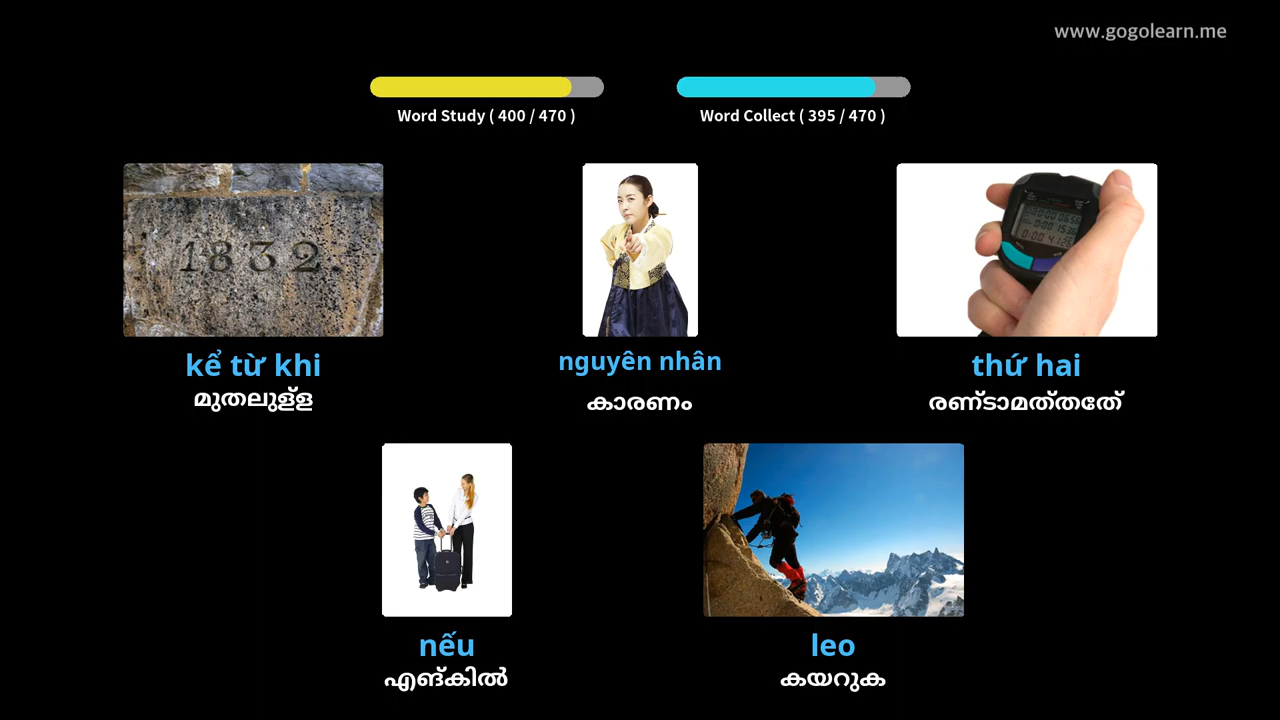 www.gogolearn.me
Word Study ( 400 / 470 )
Word Collect ( 395 / 470 )
1832.
kể từ khi
മുതലുള്ള
nguyên nhân
കാരണം
thứ hai
രണ്ടാമത്തേത്
nếu
എങ്കിൽ
leo
കയറുക